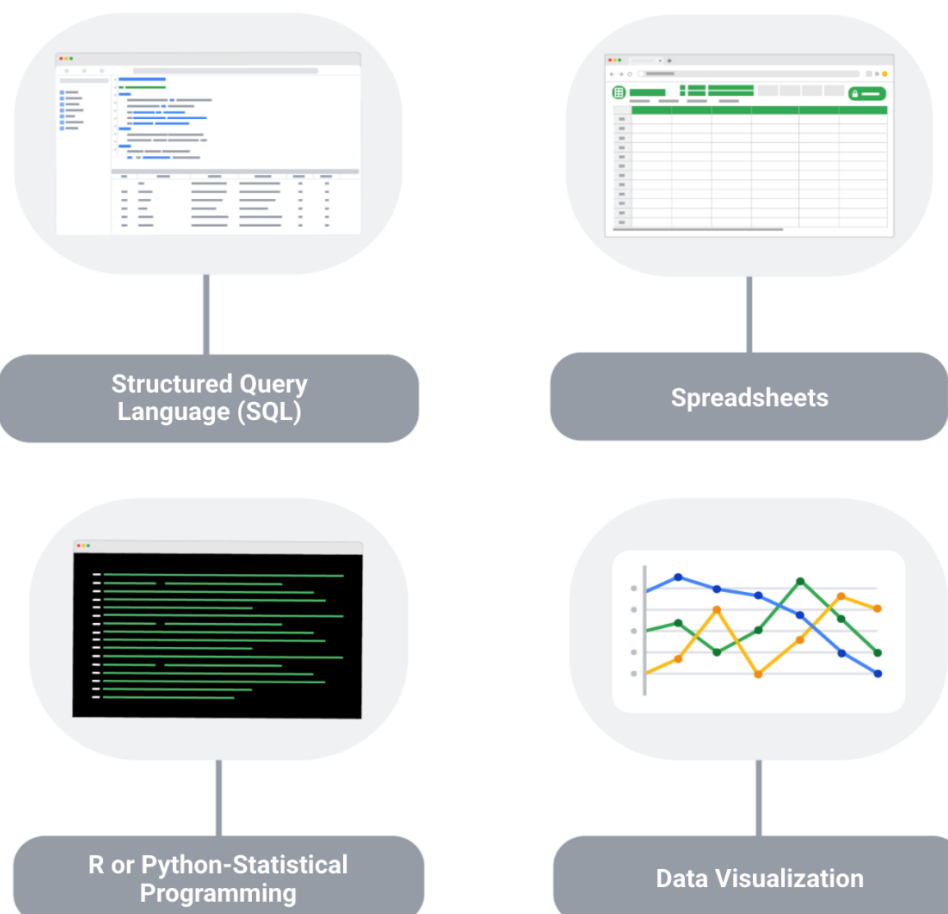 Structured Query
Language (SQL)
Spreadsheets
R or Python-Statistical
Programming
Data Visualization